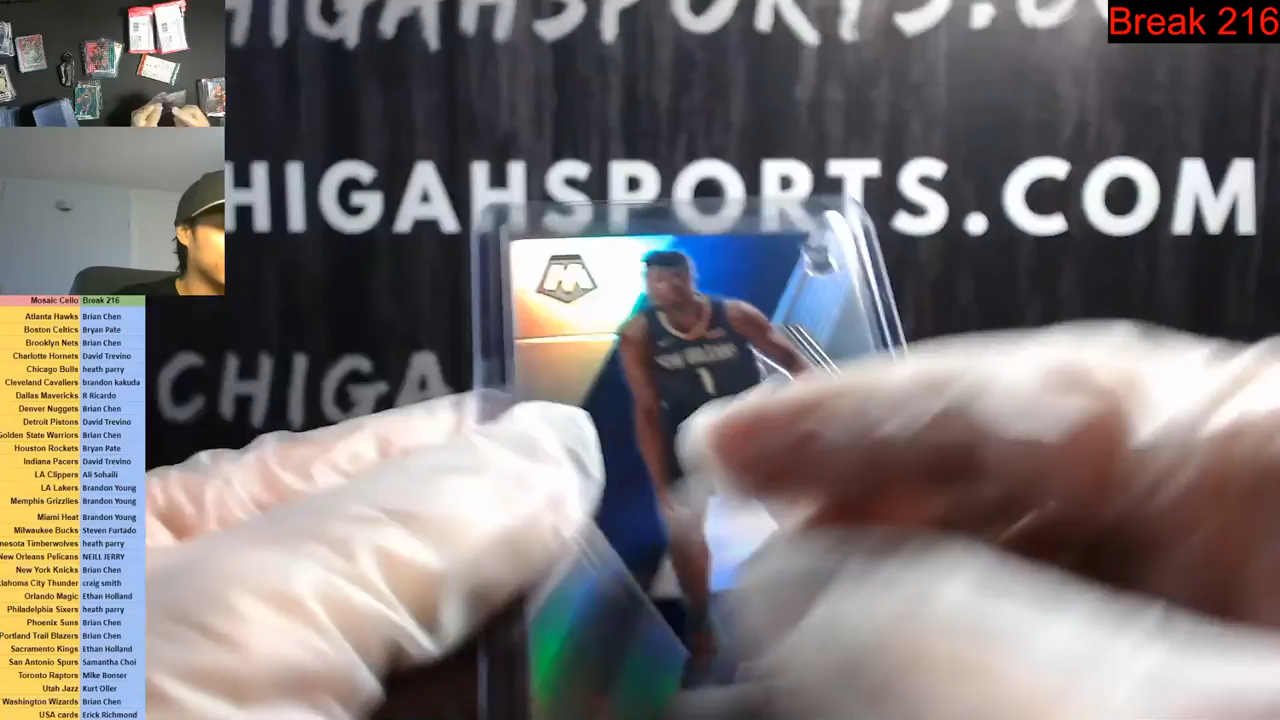 HIGAHSPORTS.
Break 216
HIGAHSPORTS.COM
CHIGA
M
1
Mosaic Cello Break 216
Atlanta Hawks Brian Chen
Boston Celtics Bryan Pate
Brooklyn Nets Brian Chen
Charlotte Hornets David Trevino
Chicago Bulls heath parry
Cleveland Cavaliers brandon kakuda
Dallas Mavericks R Ricardo
Denver Nuggets Brian Chen
Detroit Pistons David Trevino
Golden State Warriors Brian Chen
Houston Rockets Bryan Pate
Indiana Pacers David Trevino
LA Clippers Ali Sohaili
LA Lakers Brandon Young
Memphis Grizzlies Brandon Young
Miami Heat Brandon Young
Milwaukee Bucks Steven Furtado
nesota Timberwolves heath parry
New Orleans Pelicans NEILL JERRY
New York Knicks Brian Chen
klahoma City Thunder craig smith
Orlando Magic Ethan Holland
Philadelphia Sixers heath parry
Phoenix Suns Brian Chen
Portland Trail Blazers Brian Chen
Sacramento Kings Ethan Holland
San Antonio Spurs Samantha Choi
Toronto Raptors Mike Bonser
Utah Jazz Kurt Oller
Washington Wizards Brian Chen
USA cards Erick Richmond